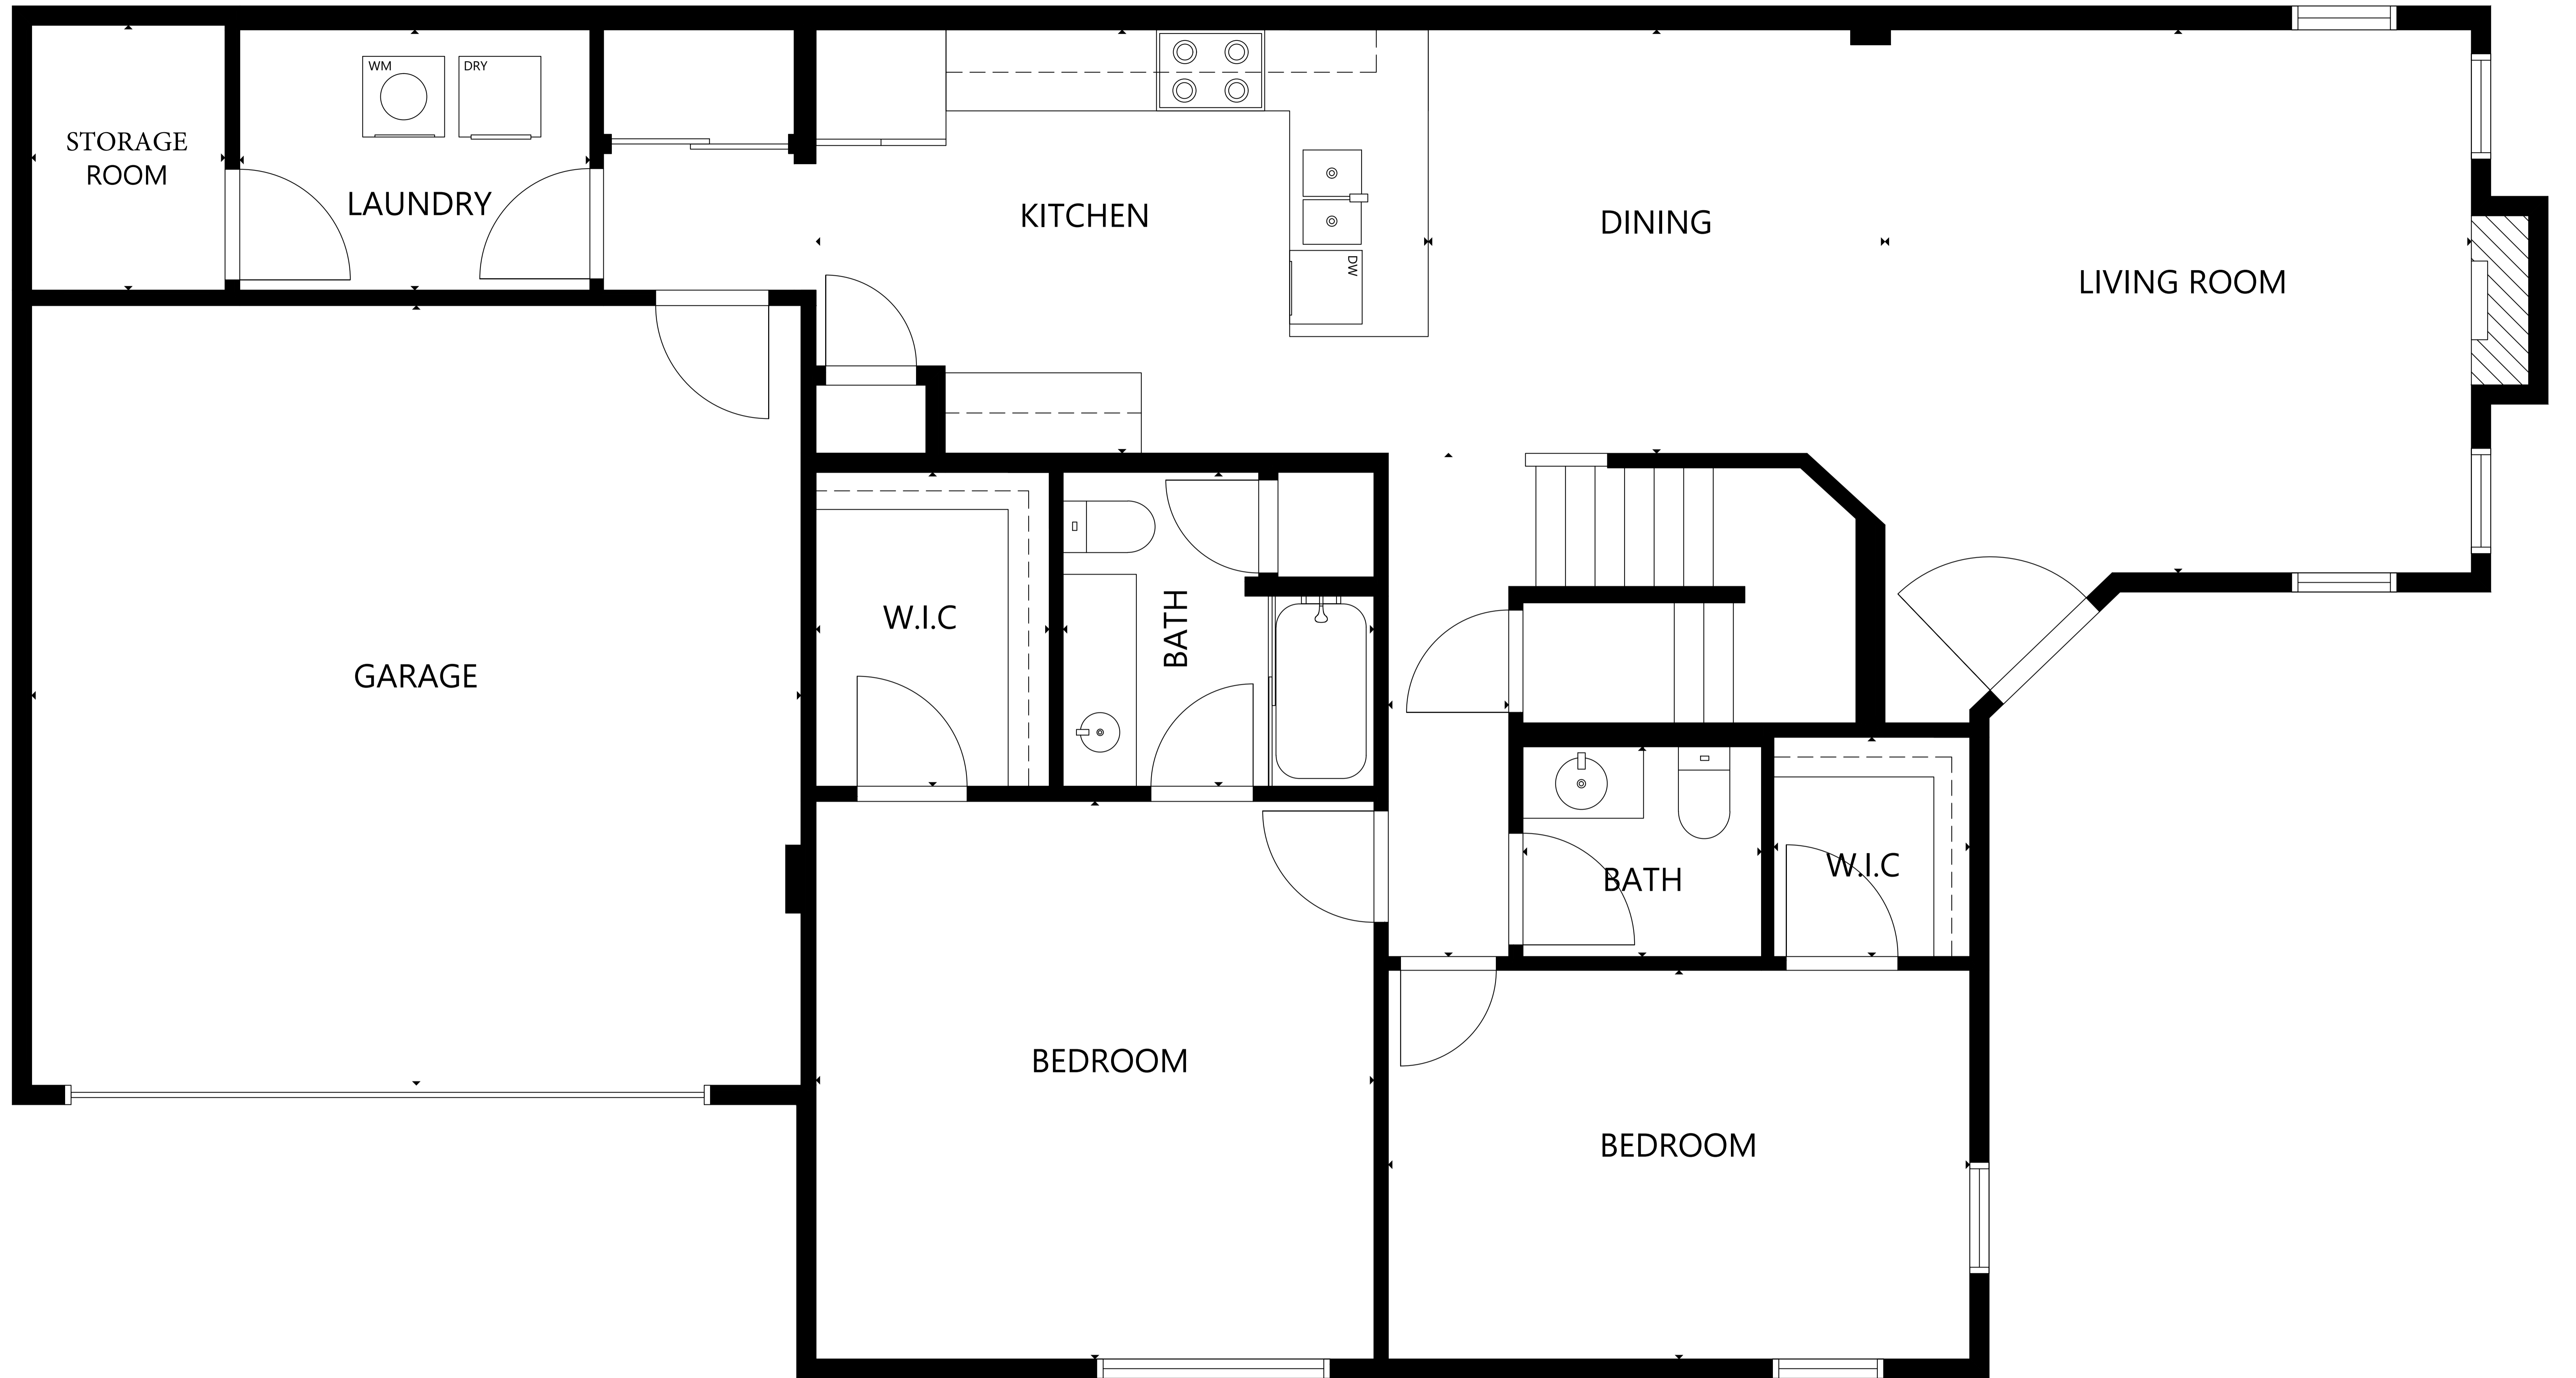 WM
DRY
STORAGE
ROOM
LAUNDRY
KITCHEN
DW
DINING
LIVING ROOM
GARAGE
W.I.C
BATH
BATH
W.I.C
BEDROOM
BEDROOM